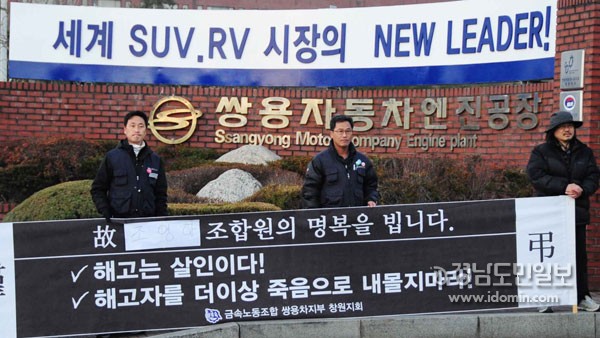 세계 SUV.RV 시장의 NEW LEADER!
쌍용자동차엔진공장
Ssangyong Motor Company Engine plant
故 조합원의 명복을 빕니다.
✓해고는 살인이다!
✓해고자를 더이상 죽음으로 내몰지마라!
弔
금속노동조합 쌍용차지부 창원지회
경남도민일보
www.idomin.com